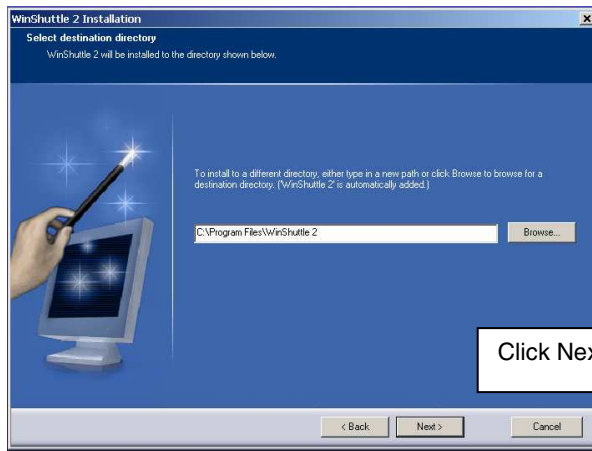 WinShuttle 2 Installation
Select destination directory
WinShuttle 2 will be installed to the directory shown below.
To install to a different directory, either type in a new path or click Browse to browse for a
destination directory. ('WinShuttle 2' is automatically added.)
C:\Program Files\WinShuttle 2
Browse...
Click
< Back
Next >
Cancel